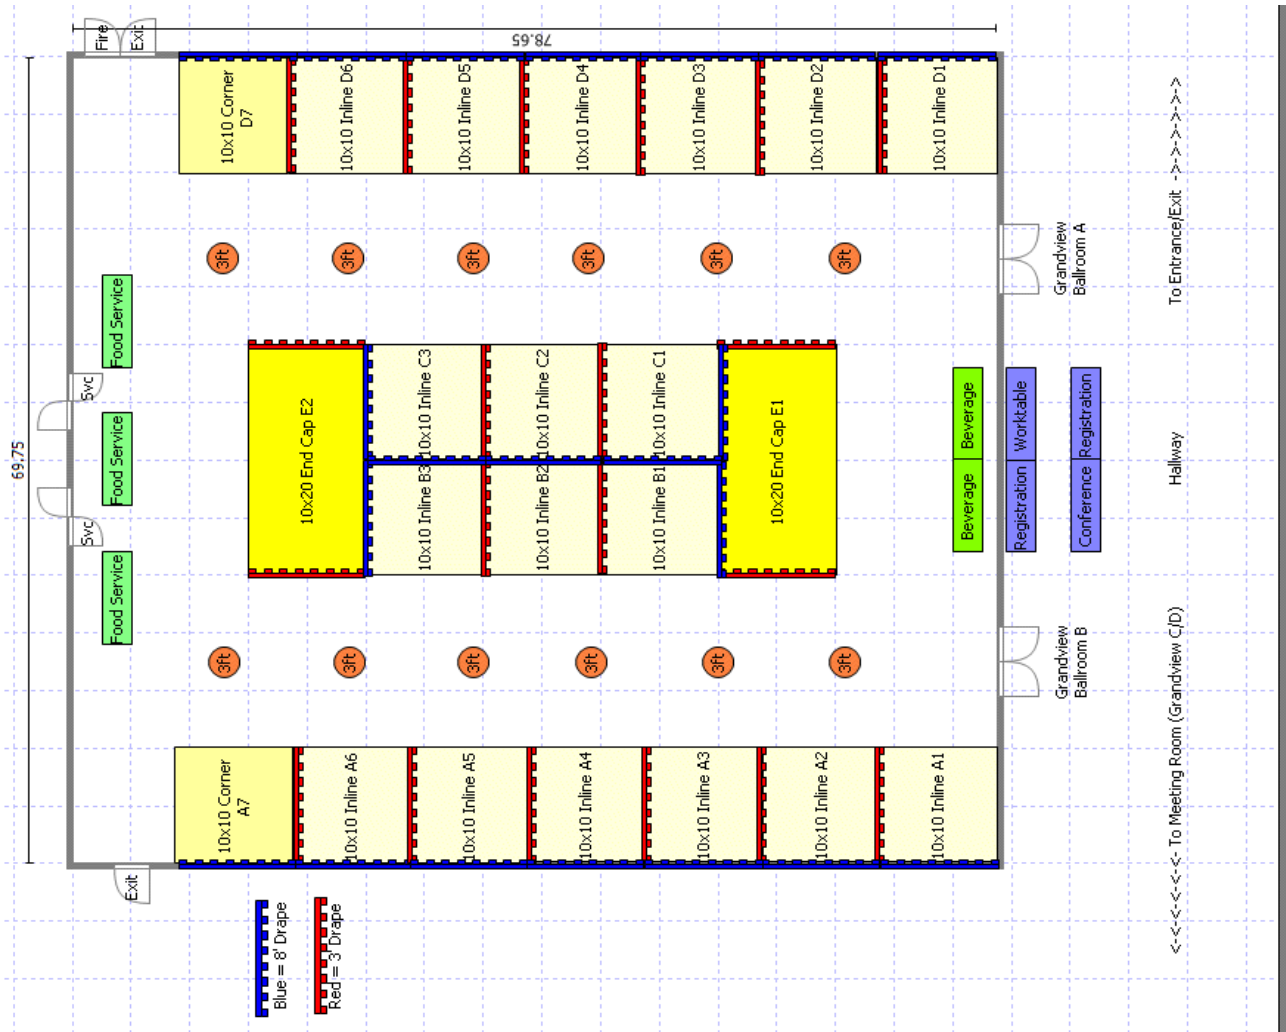 78.65
69.75
Fire
Exit
10x10 Corner
D7
10x10 Inline D6
10x10 Inline D5
10x10 Inline D4
10x10 Inline D3
10x10 Inline D2
10x10 Inline D1
3ft
3ft
3ft
3ft
3ft
3ft
Grandview
Ballroom A
To Entrance/Exit ->->->->->->
Food Service
Svc
Food Service
Svc
Food Service
10x20 End Cap E2
10x10 Inline C3
10x10 Inline C2
10x10 Inline C1
10x10 Inline B3
10x10 Inline B2
10x10 Inline B1
10x20 End Cap E1
Beverage
Beverage
Worktable
Registration
Conference Registration
Hallway
3ft
3ft
3ft
3ft
3ft
3ft
Grandview
Ballroom B
<-<-<-<-<-<- To Meeting Room (Grandview C/D)
10x10 Corner
A7
10x10 Inline A6
10x10 Inline A5
10x10 Inline A4
10x10 Inline A3
10x10 Inline A2
10x10 Inline A1
Exit
Blue = 8' Drape
Red = 3' Drape